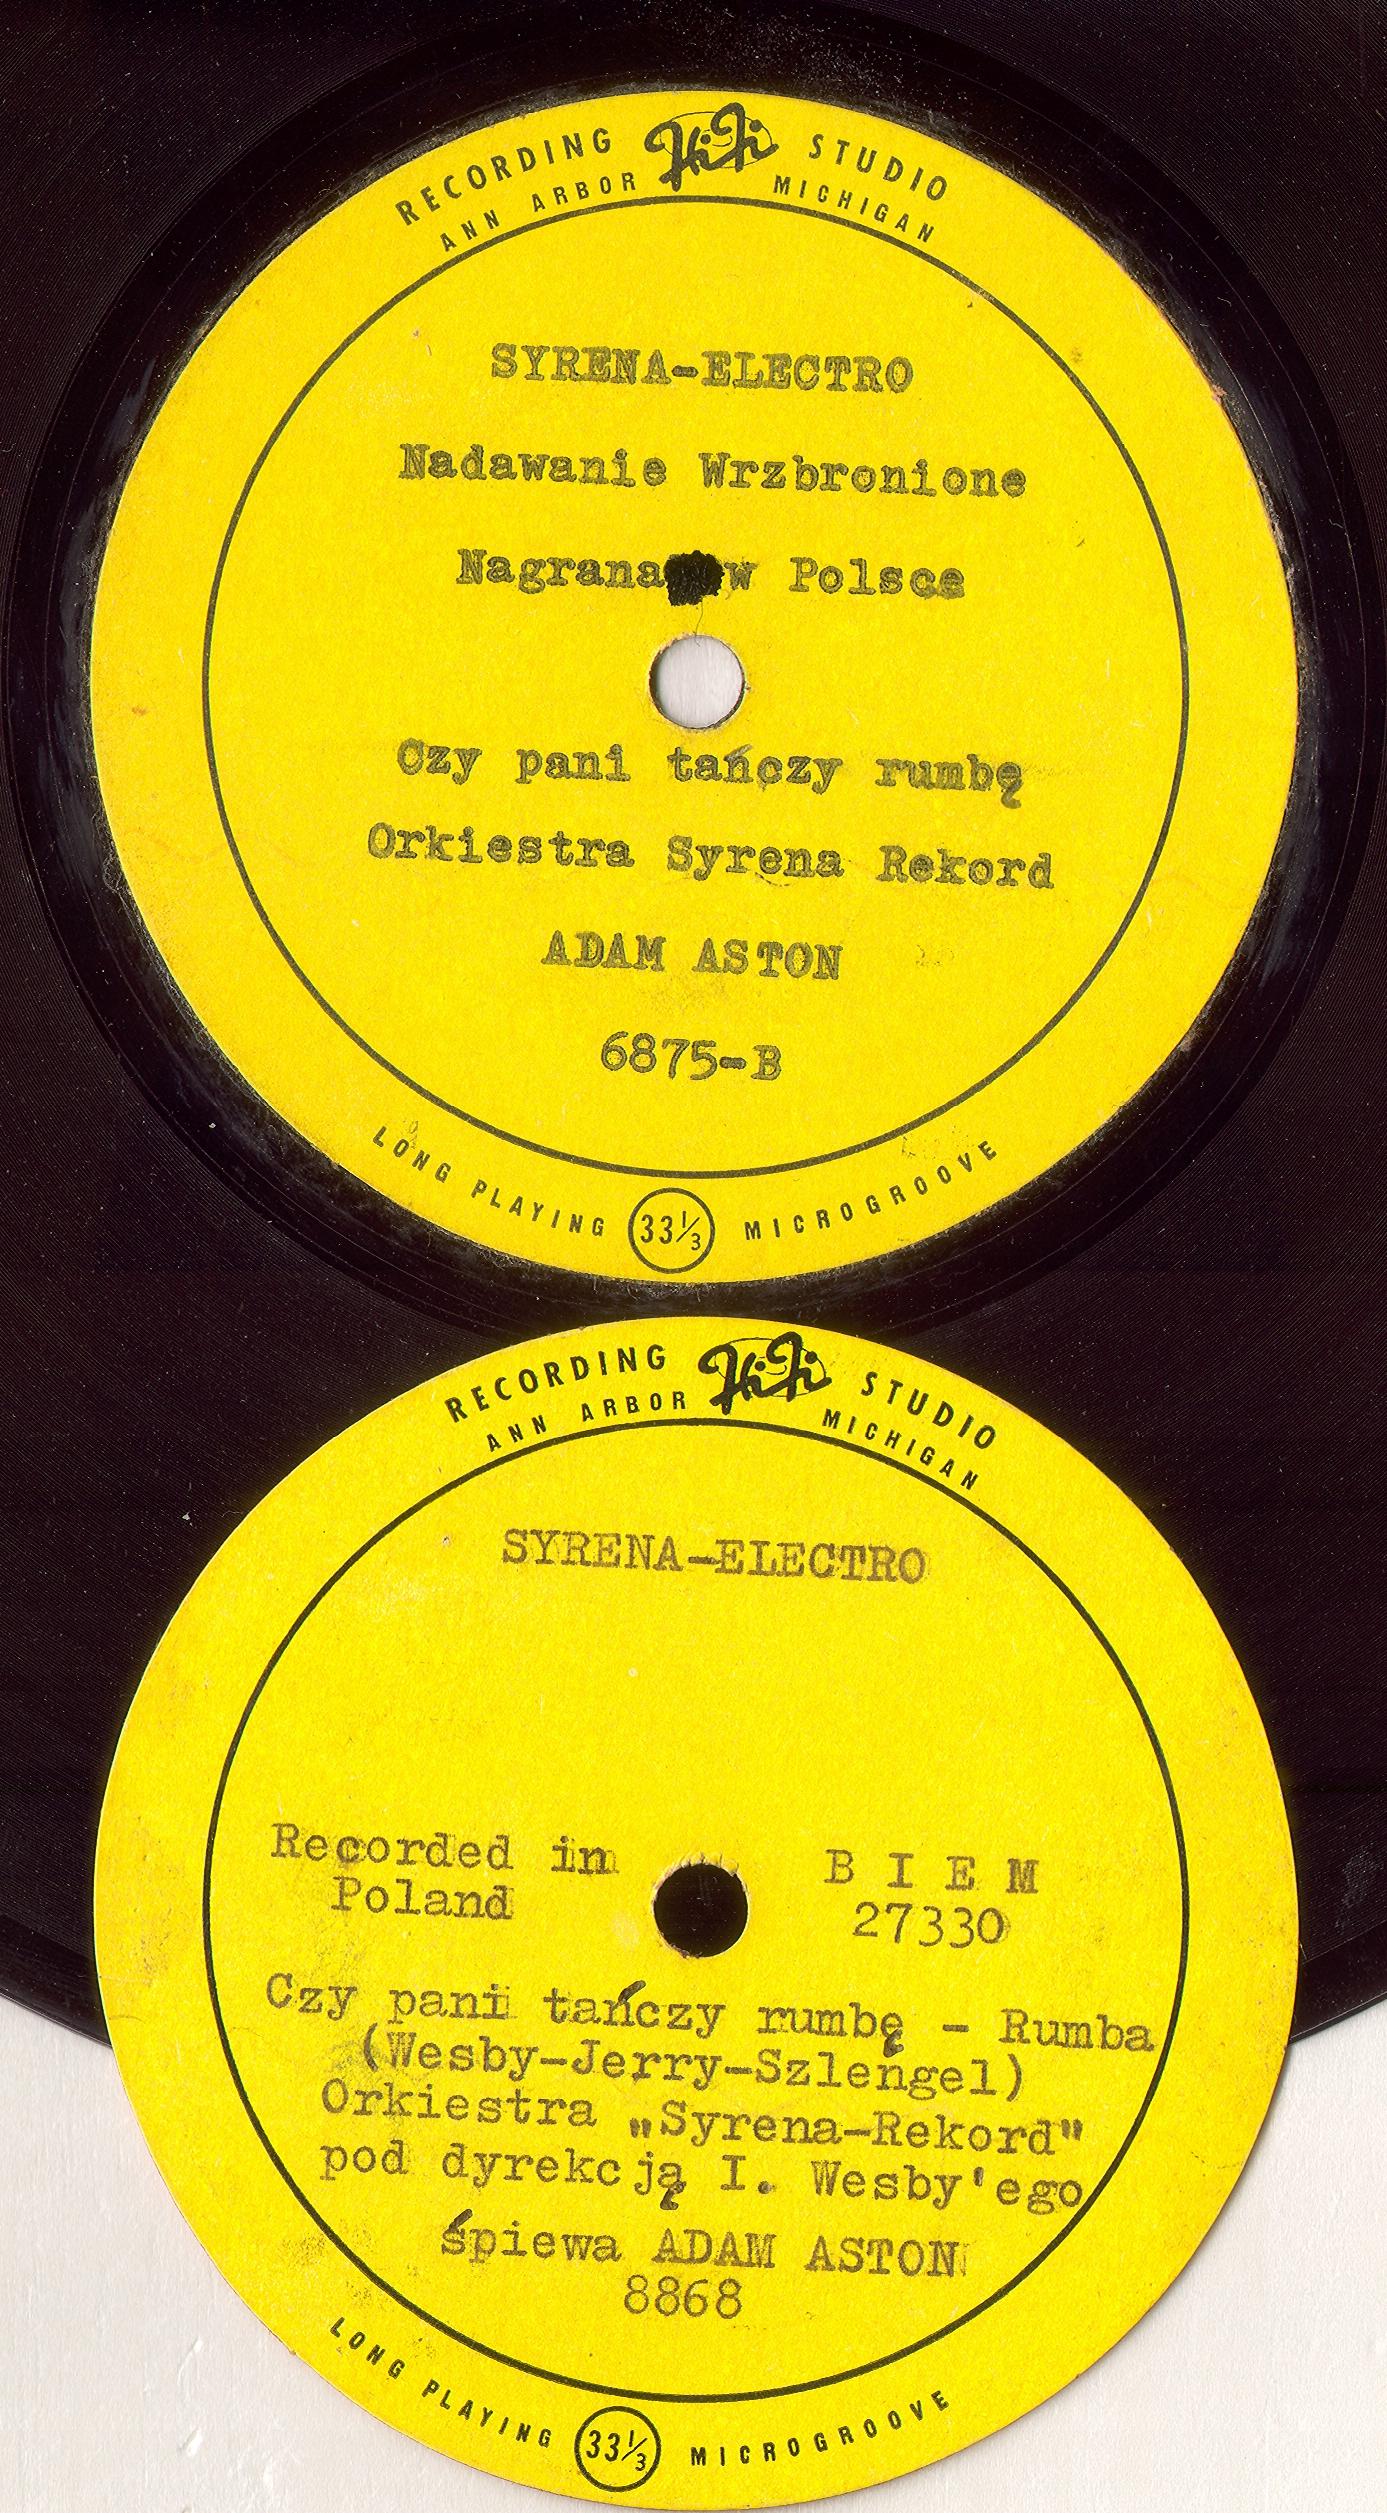 RECORDING HiFi STUDIO
ANN ARBOR MICHIGAN
SYRENA-ELECTRO
Nadawanie Wrzbronione
Nagrana w Polsce
Czy pani tańczy rumbę
Orkiestra Syrena Rekord
ADAM ASTON
6875-B
LONG PLAYING 33⅓ MICROGROOVE
RECORDING HiFi STUDIO
ANN ARBOR MICHIGAN
SYRENA-ELECTRO
Recorded in B I E M
Poland 27330
Czy pani tańczy rumbę - Rumba
(Wesby-Jerry-Szlengel)
Orkiestra „Syrena-Rekord"
pod dyrekcją I. Wesby'ego
śpiewa ADAM ASTON
8868
LONG PLAYING 33⅓ MICROGROOVE